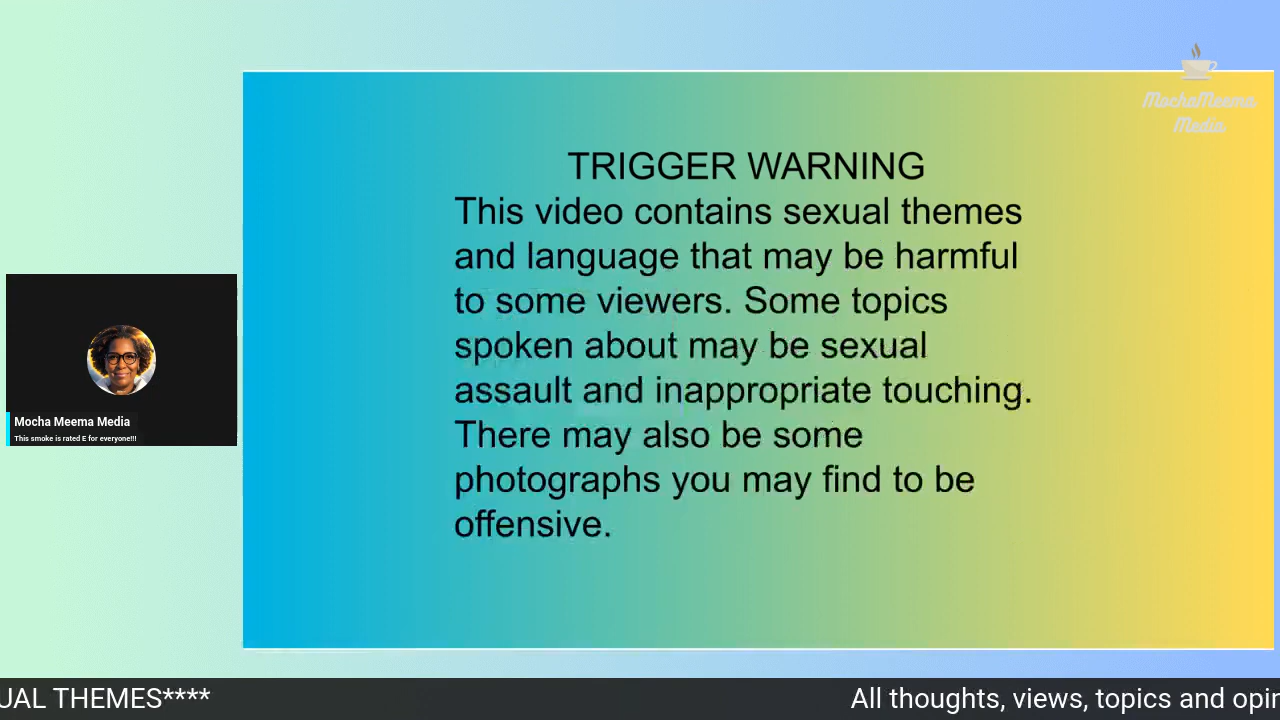 MochaMeema
Media
TRIGGER WARNING
This video contains sexual themes
and language that may be harmful
to some viewers. Some topics
spoken about may be sexual
assault and inappropriate touching.
There may also be some
photographs you may find to be
offensive.
Mocha Meema Media
This smoke is rated E for everyone!!!
UAL THEMES**** All thoughts, views, topics and opin